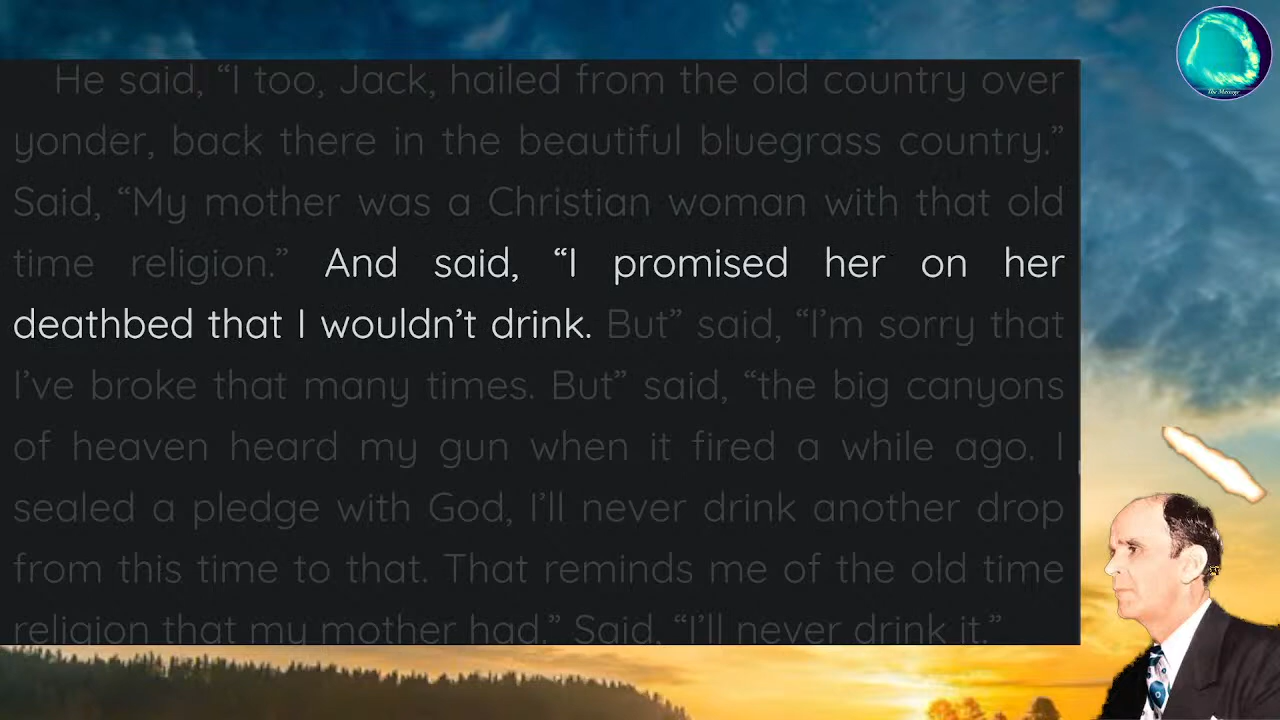 He said, “I too, Jack, hailed from the old country over
yonder, back there in the beautiful bluegrass country.”
Said, “My mother was a Christian woman with that old
time religion.” And said, “I promised her on her
deathbed that I wouldn’t drink. But” said, “I’m sorry that
I’ve broke that many times. But” said, “the big canyons
of heaven heard my gun when it fired a while ago. I
sealed a pledge with God, I’ll never drink another drop
from this time to that. That reminds me of the old time
religion that my mother had.” Said, “I’ll never drink it.”
The Message